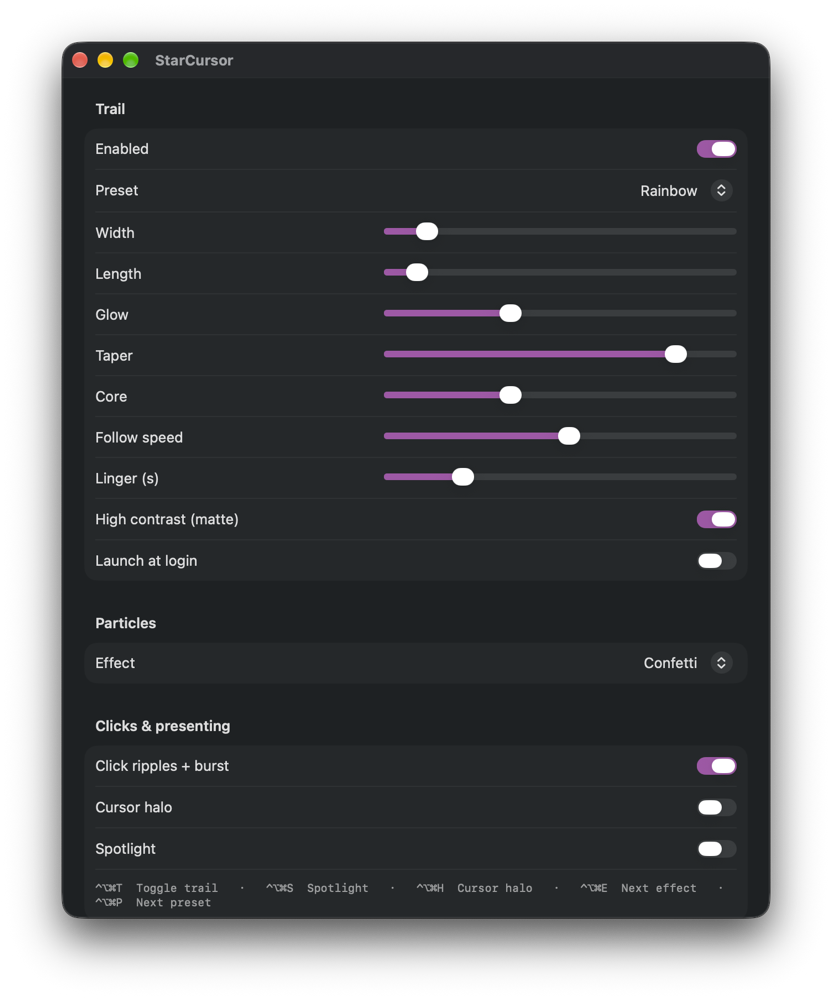 StarCursor
Trail
Enabled
Preset Rainbow
Width
Length
Glow
Taper
Core
Follow speed
Linger (s)
High contrast (matte)
Launch at login
Particles
Effect Confetti
Clicks & presenting
Click ripples + burst
Cursor halo
Spotlight
^⌥⌘T Toggle trail · ^⌥⌘S Spotlight · ^⌥⌘H Cursor halo · ^⌥⌘E Next effect ·
^⌥⌘P Next preset